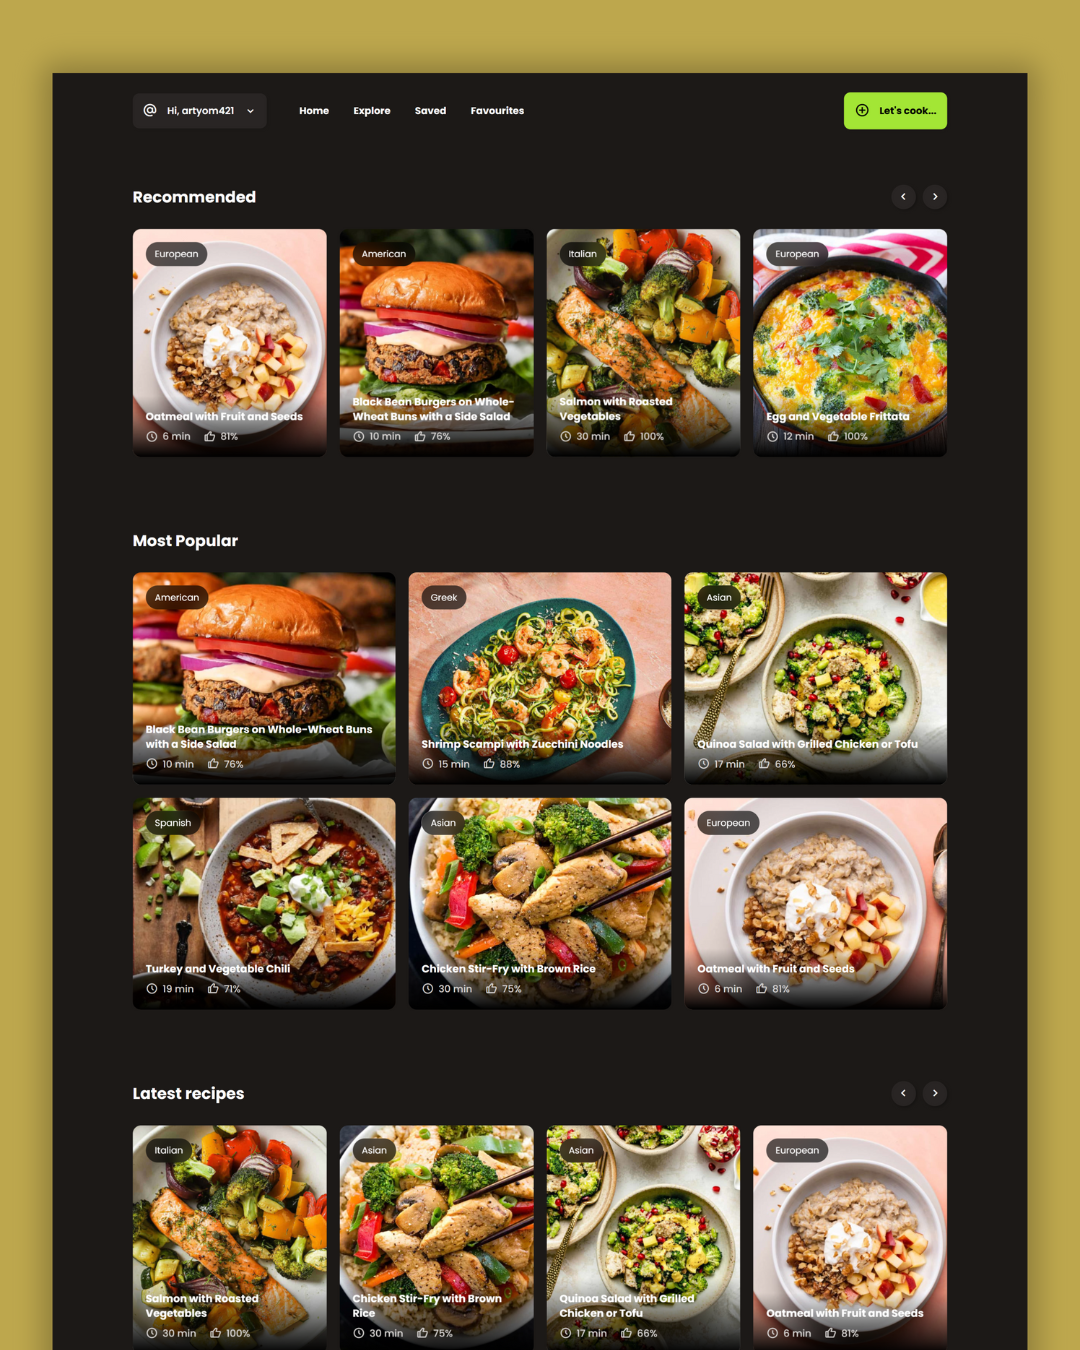 Hi, artyom421
Home
Explore
Saved
Favourites
Let's cook...
Recommended
European
Oatmeal with Fruit and Seeds
6 min
81%
American
Black Bean Burgers on Whole-
Wheat Buns with a Side Salad
10 min
76%
Italian
Salmon with Roasted
Vegetables
30 min
100%
European
Egg and Vegetable Frittata
12 min
100%
Most Popular
American
Black Bean Burgers on Whole-Wheat Buns
with a Side Salad
10 min
76%
Greek
Shrimp Scampi with Zucchini Noodles
15 min
88%
Asian
Quinoa Salad with Grilled Chicken or Tofu
17 min
66%
Spanish
Turkey and Vegetable Chili
19 min
71%
Asian
Chicken Stir-Fry with Brown Rice
30 min
75%
European
Oatmeal with Fruit and Seeds
6 min
81%
Latest recipes
Italian
Salmon with Roasted
Vegetables
30 min
100%
Asian
Chicken Stir-Fry with Brown
Rice
30 min
75%
Asian
Quinoa Salad with Grilled
Chicken or Tofu
17 min
66%
European
Oatmeal with Fruit and Seeds
6 min
81%